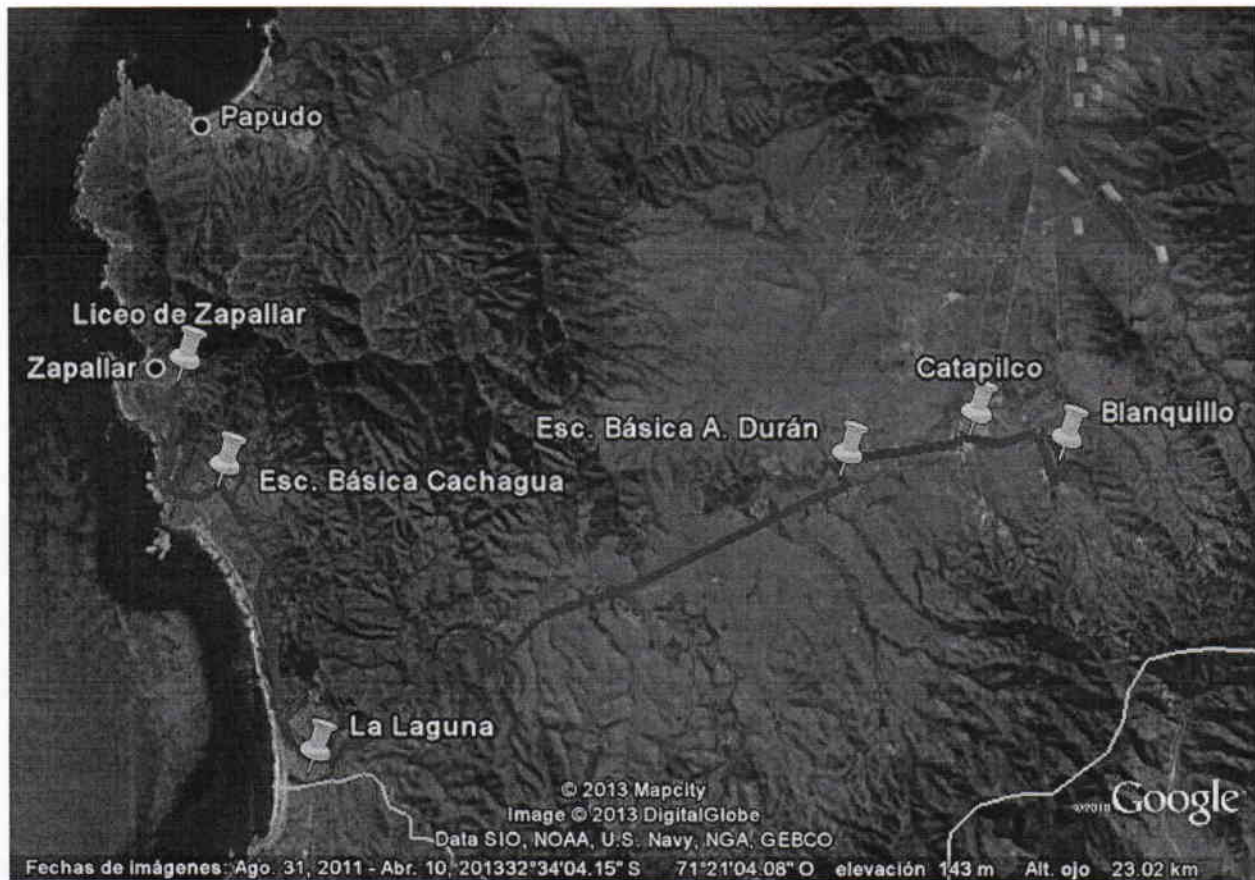 Papudo
Liceo de Zapallar
Zapallar
Catapilco
Blanquillo
Esc. Básica A. Durán
Esc. Básica Cachagua
La Laguna
© 2013 Mapcity
Image © 2013 DigitalGlobe
Data SIO, NOAA, U.S. Navy, NGA, GEBCO
Google
Fechas de imágenes: Ago. 31, 2011 - Abr. 10, 201332°34'04.15" S 71°21'04.08" O elevación 143 m Alt. ojo 23.02 km